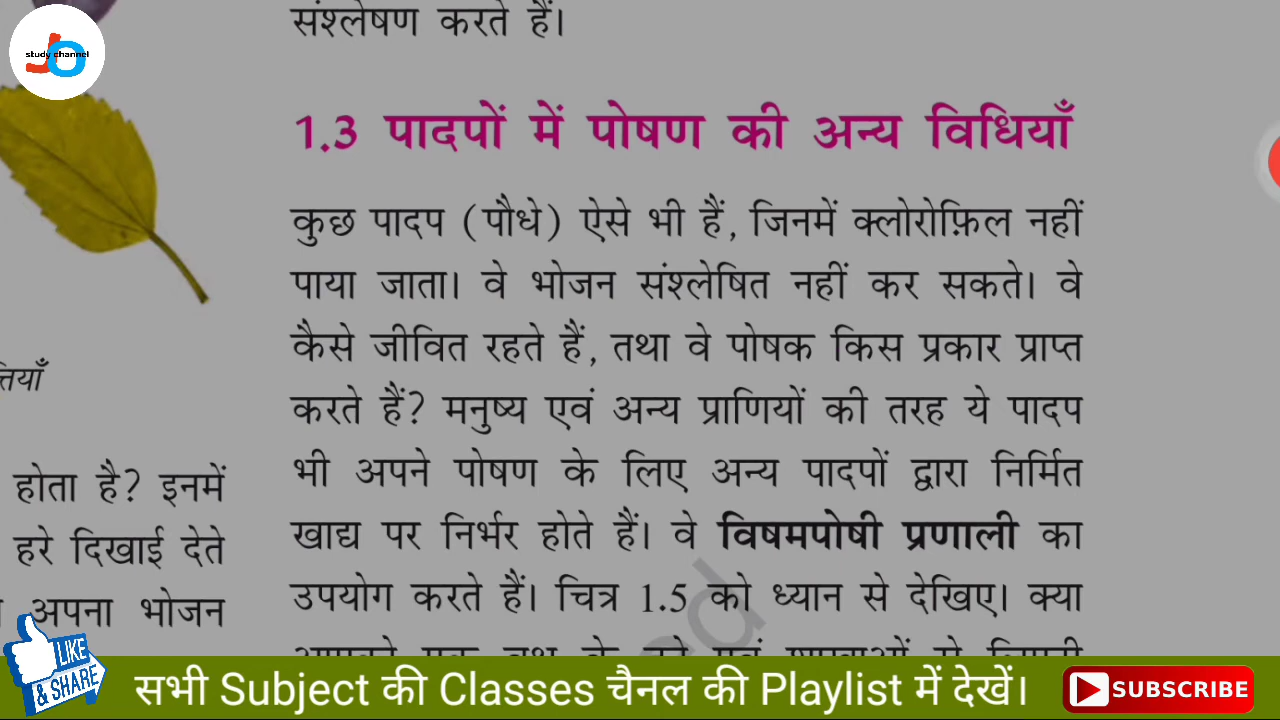 study channel
संश्लेषण करते हैं।
1.3 पादपों में पोषण की अन्य विधियाँ
कुछ पादप (पौधे) ऐसे भी हैं, जिनमें क्लोरोफ़िल नहीं
पाया जाता। वे भोजन संश्लेषित नहीं कर सकते। वे
कैसे जीवित रहते हैं, तथा वे पोषक किस प्रकार प्राप्त
करते हैं? मनुष्य एवं अन्य प्राणियों की तरह ये पादप
भी अपने पोषण के लिए अन्य पादपों द्वारा निर्मित
खाद्य पर निर्भर होते हैं। वे विषमपोषी प्रणाली का
उपयोग करते हैं। चित्र 1.5 को ध्यान से देखिए। क्या
होता है? इनमें
हरे दिखाई देते
अपना भोजन
LIKE
& SHARE
सभी Subject की Classes चैनल की Playlist में देखें।
SUBSCRIBE